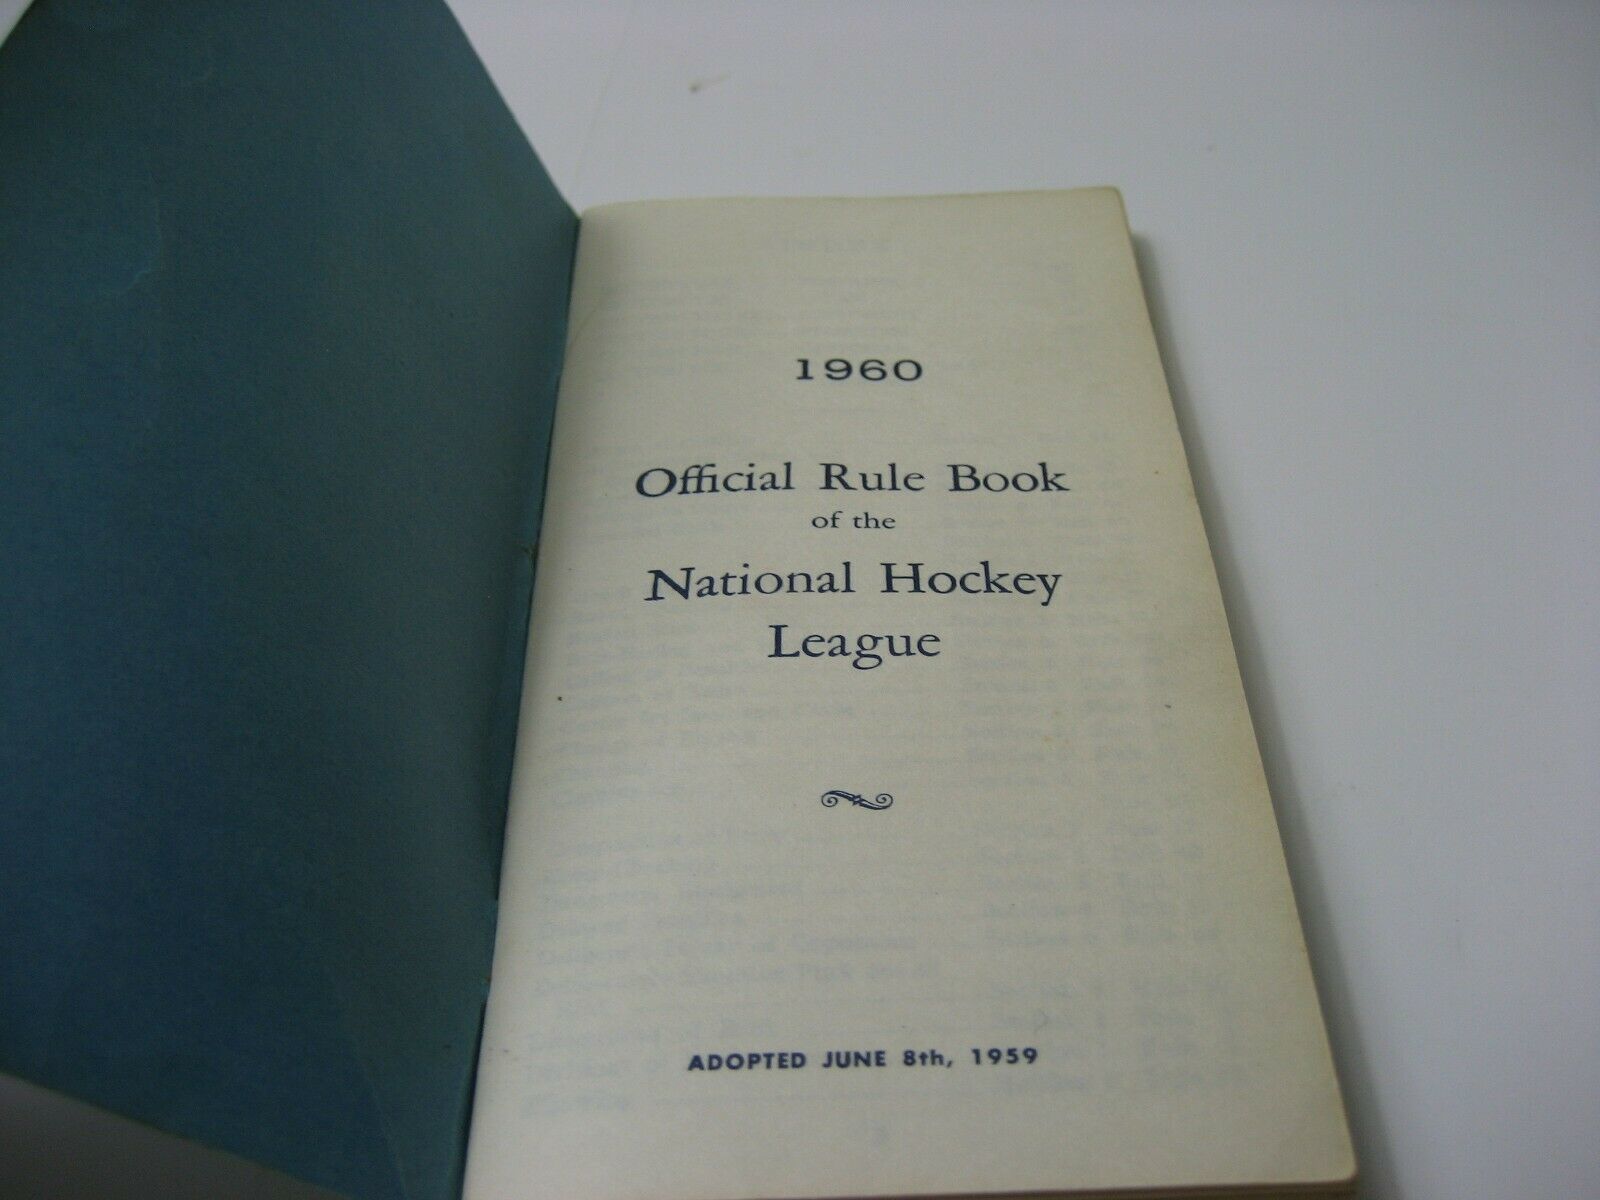 1960
Official Rule Book
of the
National Hockey
League
ADOPTED JUNE 8th, 1959